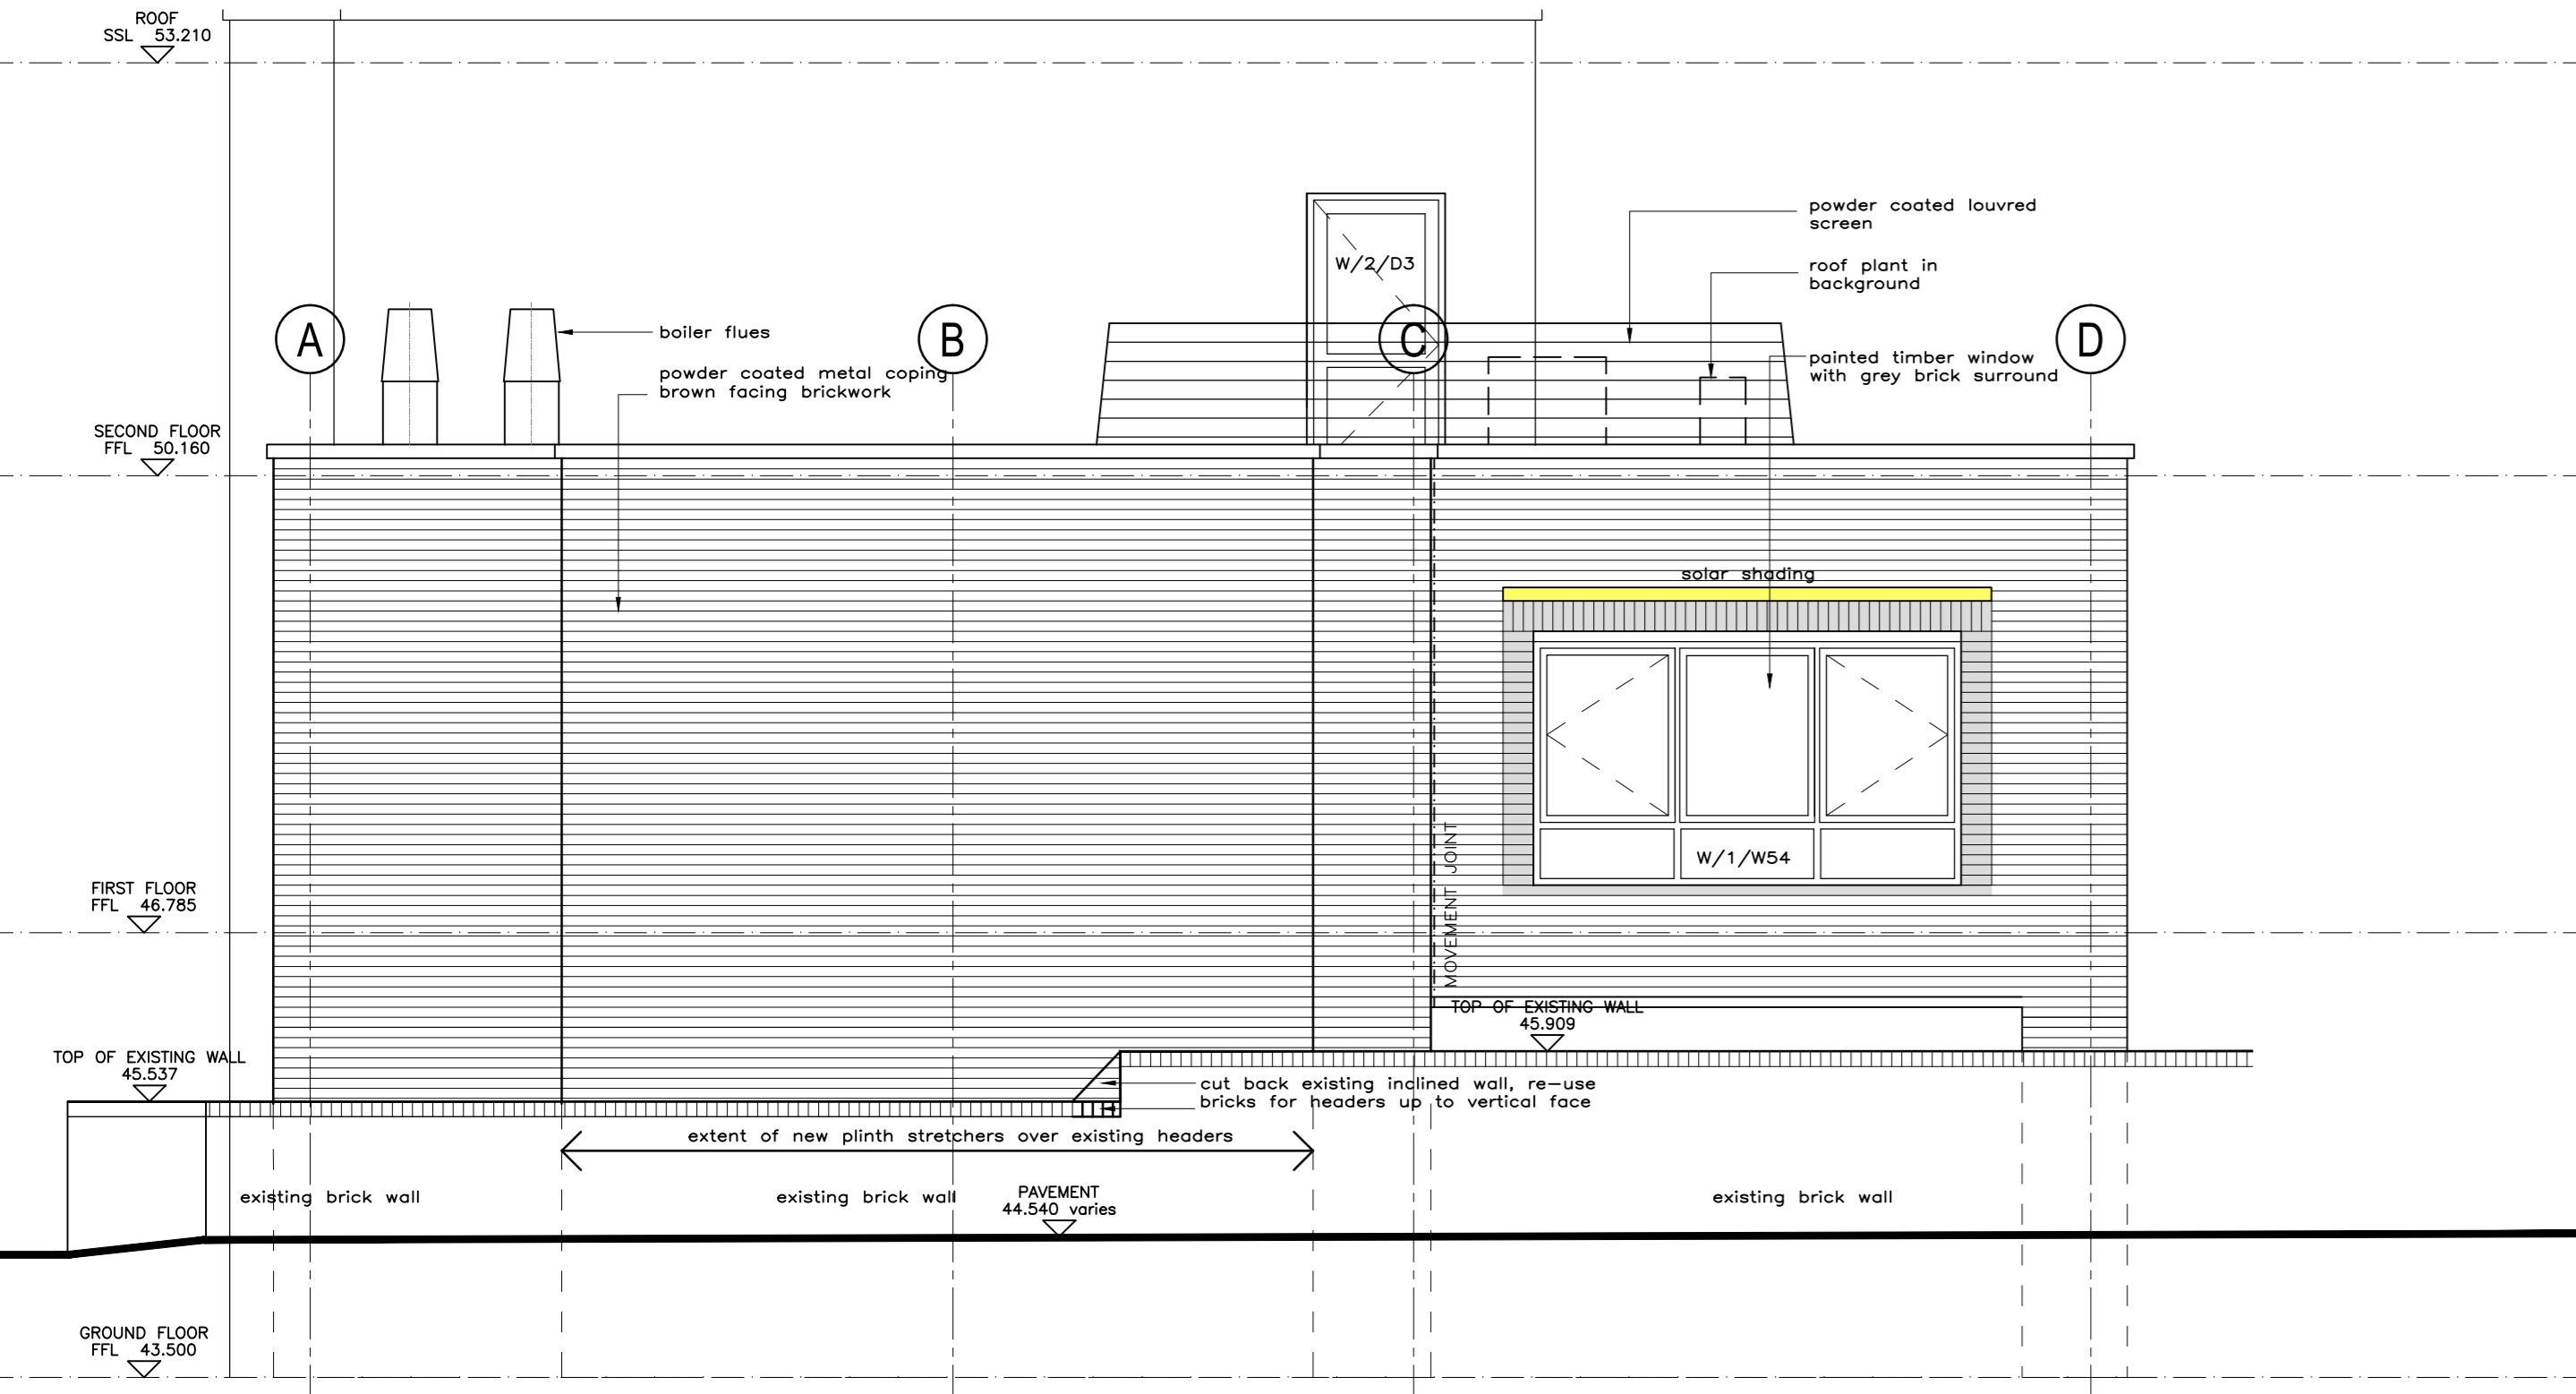 ROOF
SSL 53.210
powder coated louvred
screen
W/2/D3
roof plant in
background
A
boiler flues
B
C
D
painted timber window
with grey brick surround
powder coated metal coping
brown facing brickwork
SECOND FLOOR
FFL 50.160
solar shading
W/1/W54
MOVEMENT JOINT
FIRST FLOOR
FFL 46.785
TOP OF EXISTING WALL
45.909
TOP OF EXISTING WALL
45.537
cut back existing inclined wall, re-use
bricks for headers up to vertical face
extent of new plinth stretchers over existing headers
existing brick wall
existing brick wall
PAVEMENT
44.540 varies
existing brick wall
GROUND FLOOR
FFL 43.500